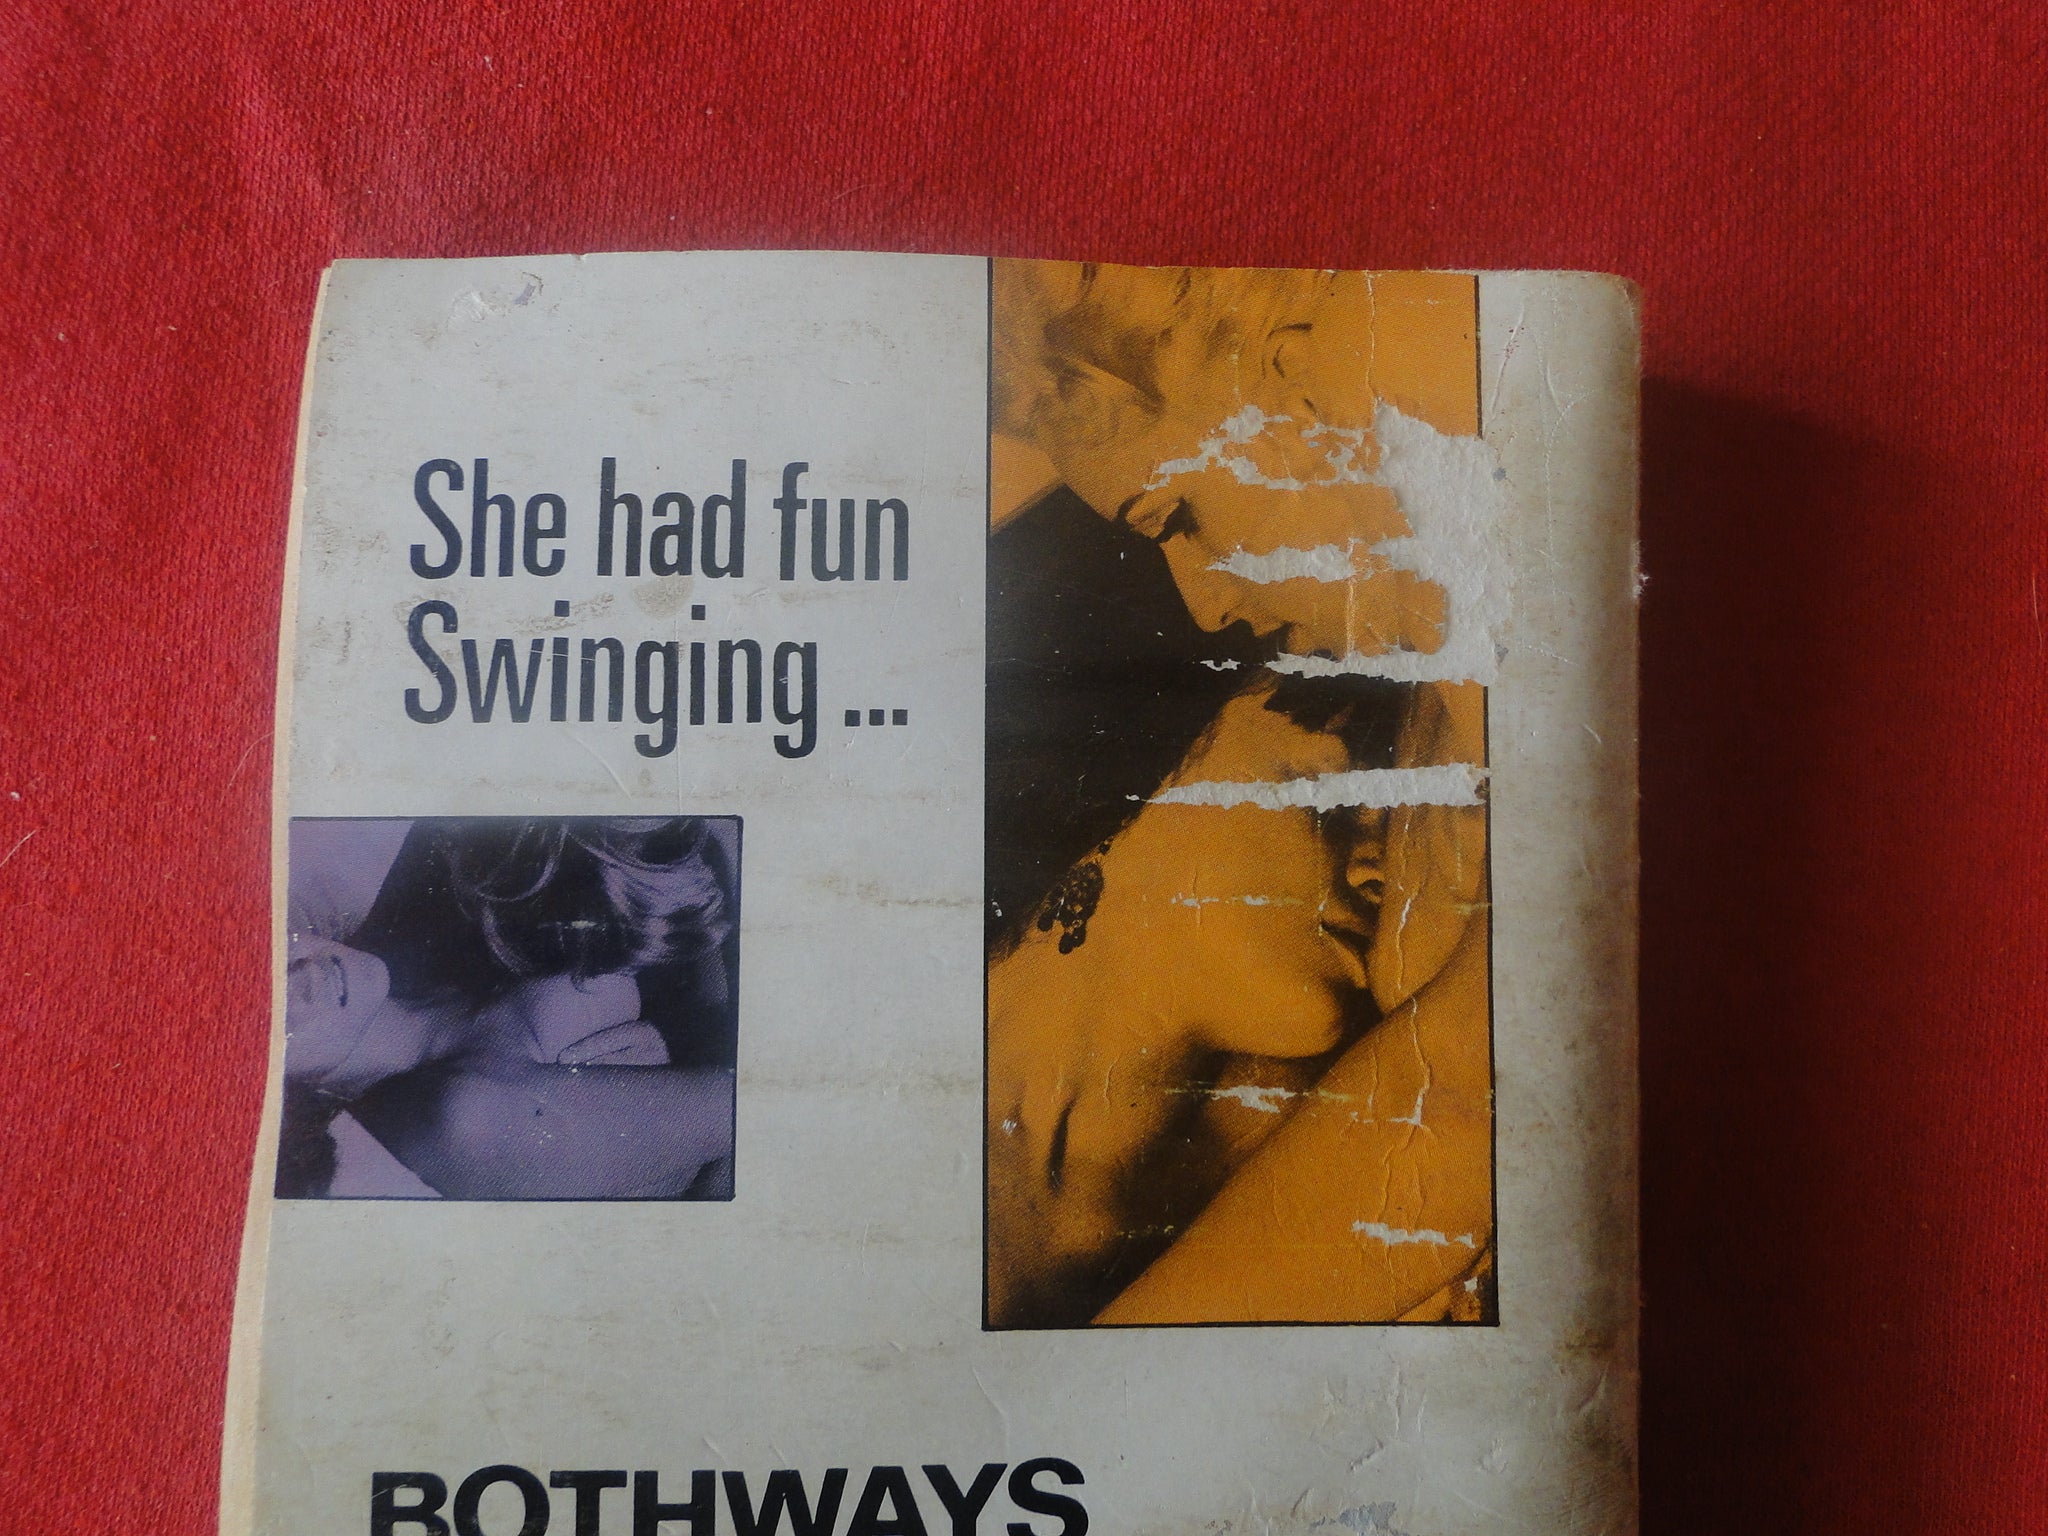 She had fun
Swinging ...
BOTHWAYS